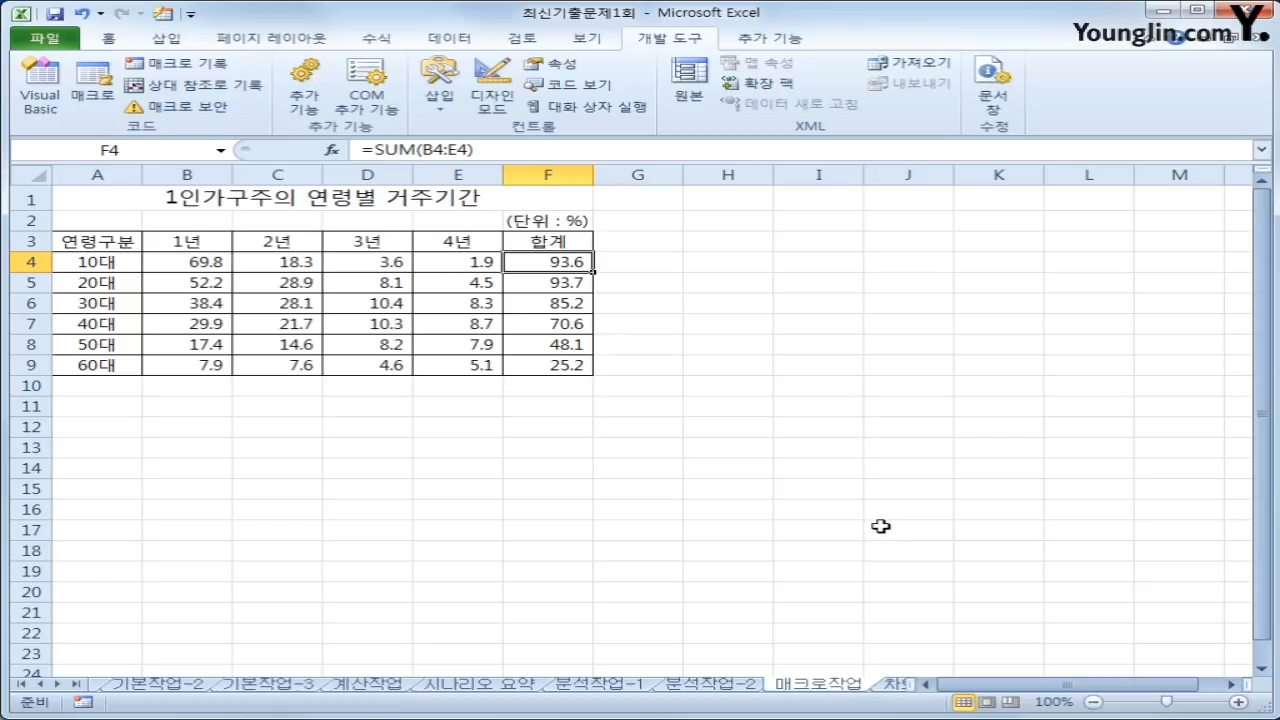 최신기출문제1회 - Microsoft Excel
Younglin.com Y.
파일 홈 삽입 페이지 레이아웃 수식 데이터 검토 보기 개발 도구 추가 기능
Visual Basic
매크로
매크로 기록
상대 참조로 기록
매크로 보안
코드
추가 기능
COM 추가 기능
추가 기능
삽입
디자인 모드
속성
코드 보기
대화 상자 실행
컨트롤
원본
맵 속성
확장 팩
데이터 새로 고침
가져오기
내보내기
XML
문서 창
수정
F4 fx =SUM(B4:E4)
A B C D E F G H I J K L M
1 1인가구주의 연령별 거주기간
2 (단위 : %)
3 연령구분 1년 2년 3년 4년 합계
4 10대 69.8 18.3 3.6 1.9 93.6
5 20대 52.2 28.9 8.1 4.5 93.7
6 30대 38.4 28.1 10.4 8.3 85.2
7 40대 29.9 21.7 10.3 8.7 70.6
8 50대 17.4 14.6 8.2 7.9 48.1
9 60대 7.9 7.6 4.6 5.1 25.2
10
11
12
13
14
15
16
17
18
19
20
21
22
23
24
기본작업-2 기본작업-3 계산작업 시나리오 요약 분석작업-1 분석작업-2 매크로작업
준비 100%